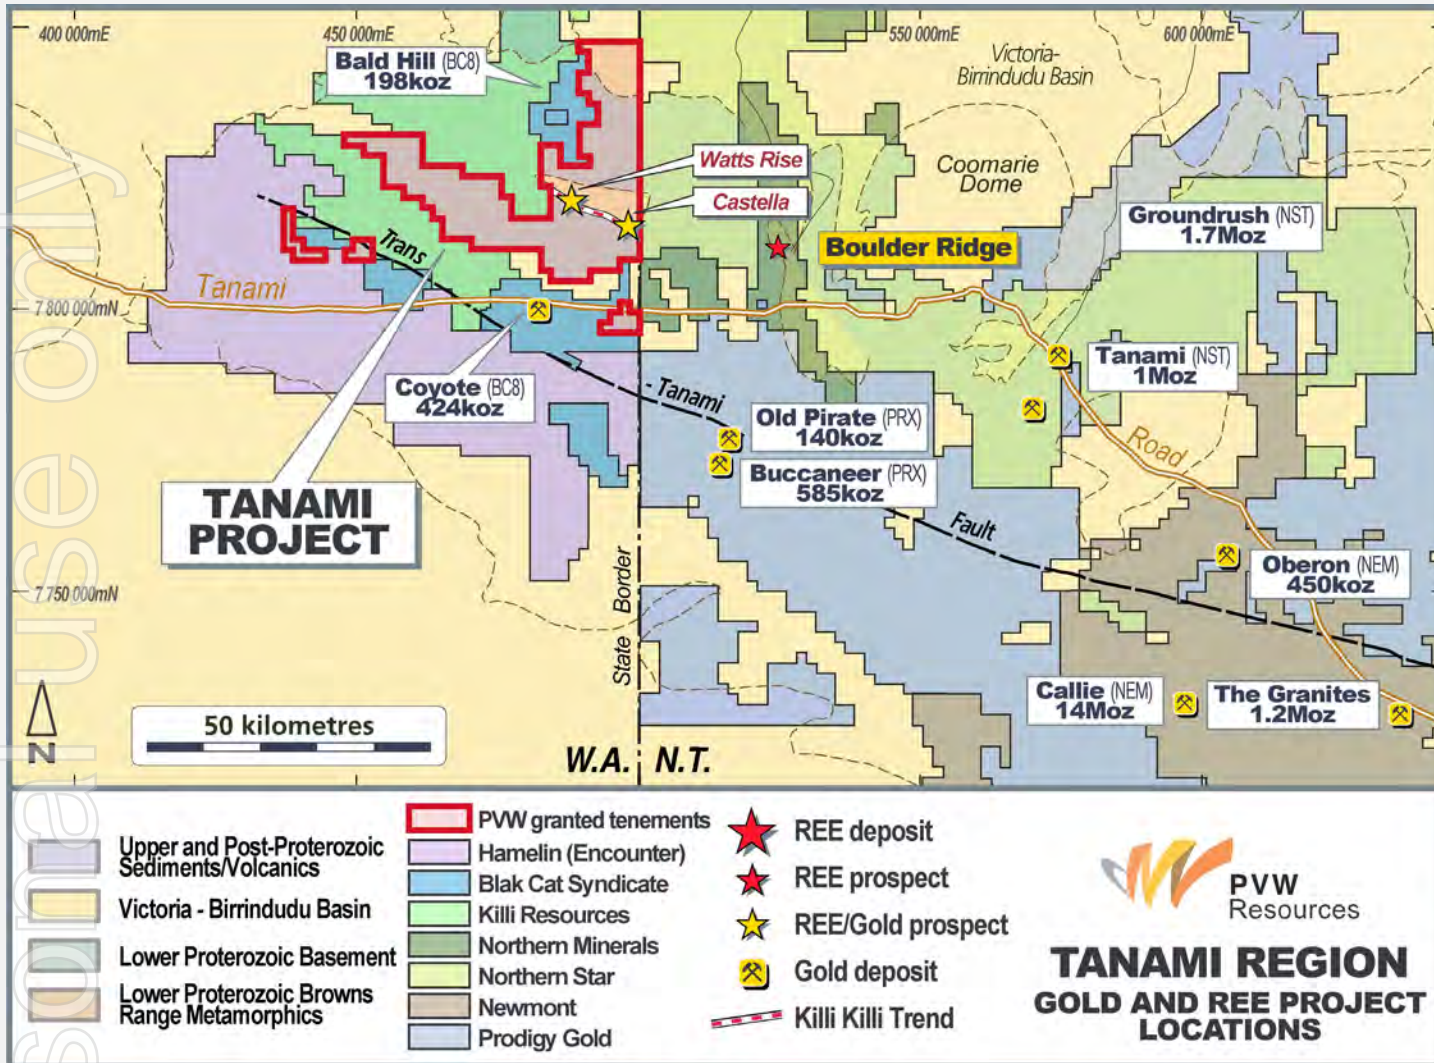 400 000mE
450 000mE
550 000mE
600 000mE
Bald Hill (BC8)
198koz
Victoria-
Birrindudu Basin
Watts Rise
Castella
Coomarie
Dome
Groundrush (NST)
1.7Moz
Boulder Ridge
Trans
Tanami
7 800 000mN
Tanami (NST)
1Moz
Coyote (BC8)
424koz
- Tanami
Old Pirate (PRX)
140koz
Road
Buccaneer (PRX)
585koz
TANAMI
PROJECT
Fault
Oberon (NEM)
450koz
State Border
7 750 000mN
Callie (NEM)
14Moz
The Granites
1.2Moz
N
50 kilometres
W.A.
N.T.
Upper and Post-Proterozoic
Sediments/Volcanics
Victoria - Birrindudu Basin
Lower Proterozoic Basement
Lower Proterozoic Browns
Range Metamorphics
PVW granted tenements
Hamelin (Encounter)
Blak Cat Syndicate
Killi Resources
Northern Minerals
Northern Star
Newmont
Prodigy Gold
REE deposit
REE prospect
REE/Gold prospect
Gold deposit
Killi Killi Trend
PVW
Resources
TANAMI REGION
GOLD AND REE PROJECT
LOCATIONS
sonal use only